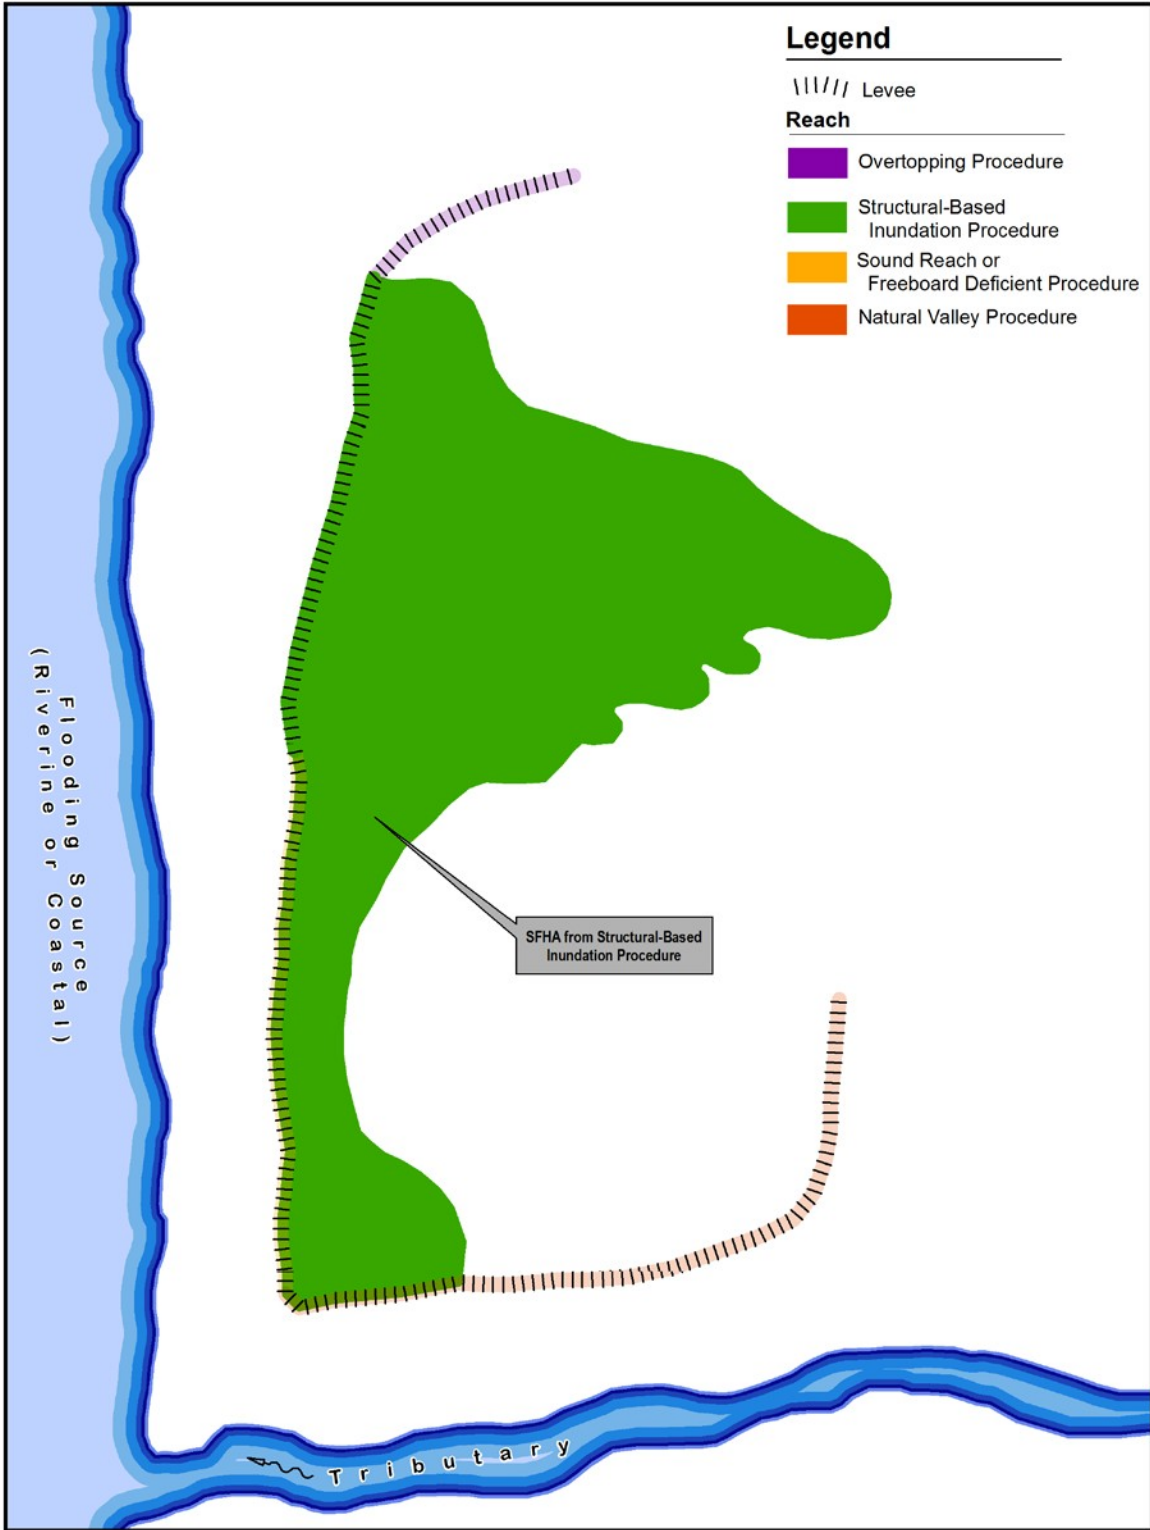 Legend
Levee
Reach
Overtopping Procedure
Structural-Based
Inundation Procedure
Sound Reach or
Freeboard Deficient Procedure
Natural Valley Procedure
Flooding Source
(Riverine or Coastal)
SFHA from Structural-Based
Inundation Procedure
Tributary